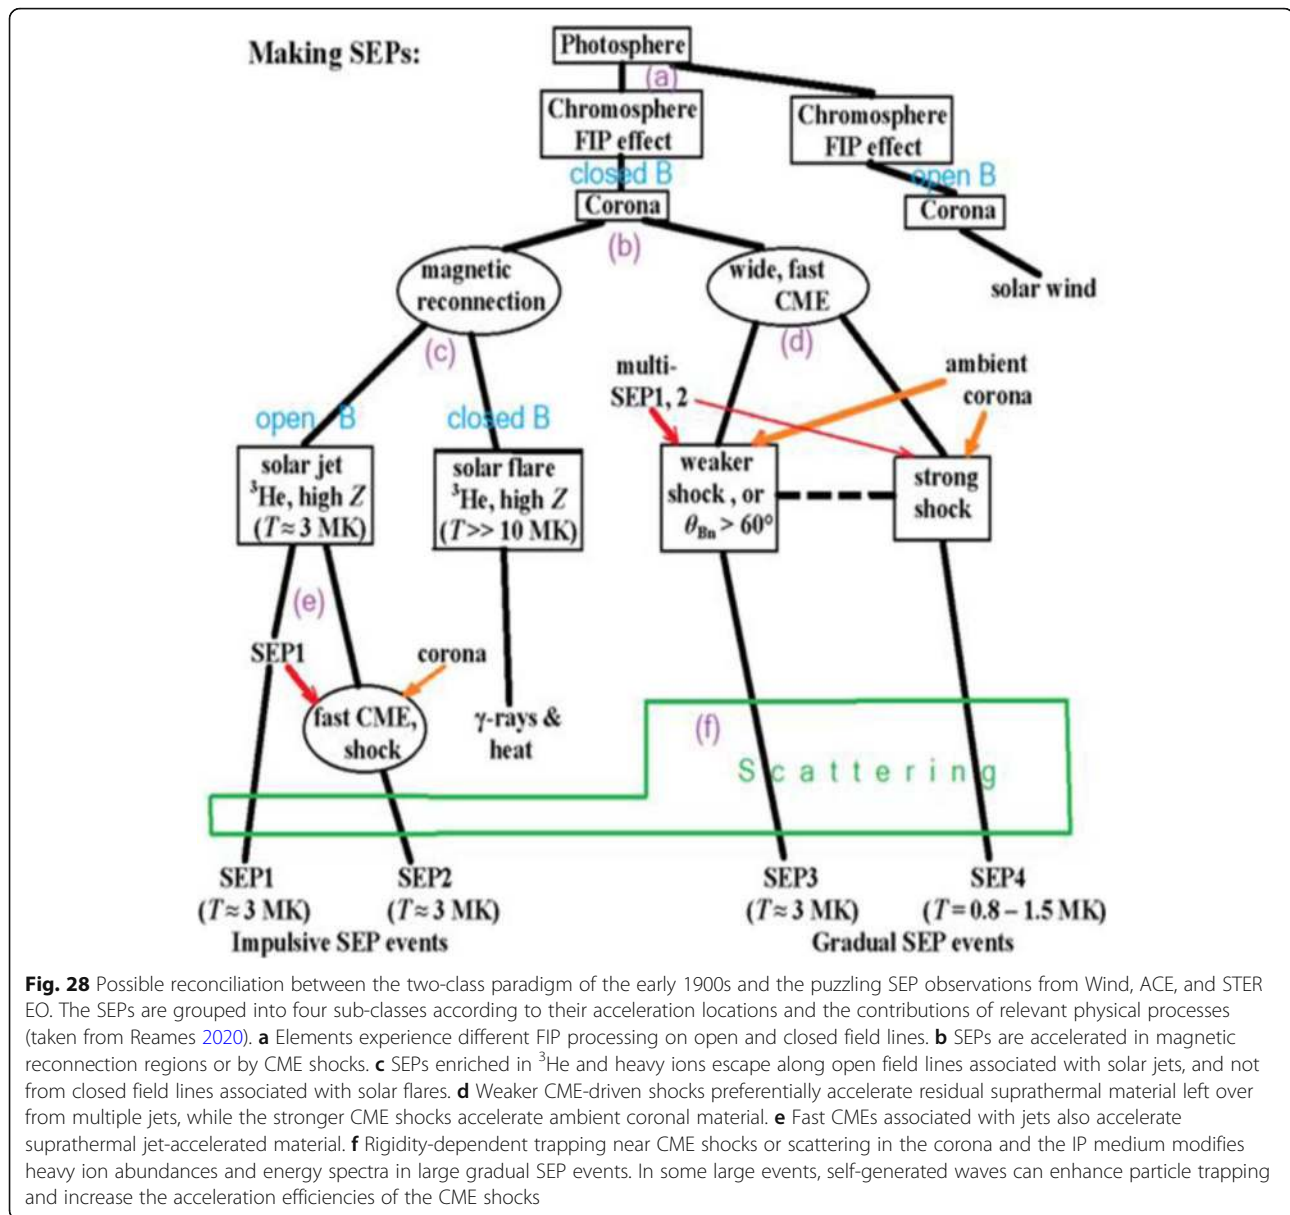 Making SEPs:
Photosphere
(a)
Chromosphere
FIP effect
Chromosphere
FIP effect
closed B
open B
Corona
Corona
(b)
solar wind
magnetic
reconnection
wide, fast
CME
(c)
(d)
multi-
SEP1, 2
ambient
corona
open B
closed B
solar jet
³He, high Z
(T≈3 MK)
solar flare
³He, high Z
(T>> 10 MK)
weaker
shock, or
θBn > 60°
strong
shock
(e)
SEP1
corona
fast CME,
shock
γ-rays &
heat
(f)
Scattering
SEP1
(T≈3 MK)
SEP2
(T≈3 MK)
SEP3
(T≈3 MK)
SEP4
(T=0.8 – 1.5 MK)
Impulsive SEP events
Gradual SEP events
Fig. 28 Possible reconciliation between the two-class paradigm of the early 1900s and the puzzling SEP observations from Wind, ACE, and STER
EO. The SEPs are grouped into four sub-classes according to their acceleration locations and the contributions of relevant physical processes
(taken from Reames 2020). a Elements experience different FIP processing on open and closed field lines. b SEPs are accelerated in magnetic
reconnection regions or by CME shocks. c SEPs enriched in ³He and heavy ions escape along open field lines associated with solar jets, and not
from closed field lines associated with solar flares. d Weaker CME-driven shocks preferentially accelerate residual suprathermal material left over
from multiple jets, while the stronger CME shocks accelerate ambient coronal material. e Fast CMEs associated with jets also accelerate
suprathermal jet-accelerated material. f Rigidity-dependent trapping near CME shocks or scattering in the corona and the IP medium modifies
heavy ion abundances and energy spectra in large gradual SEP events. In some large events, self-generated waves can enhance particle trapping
and increase the acceleration efficiencies of the CME shocks